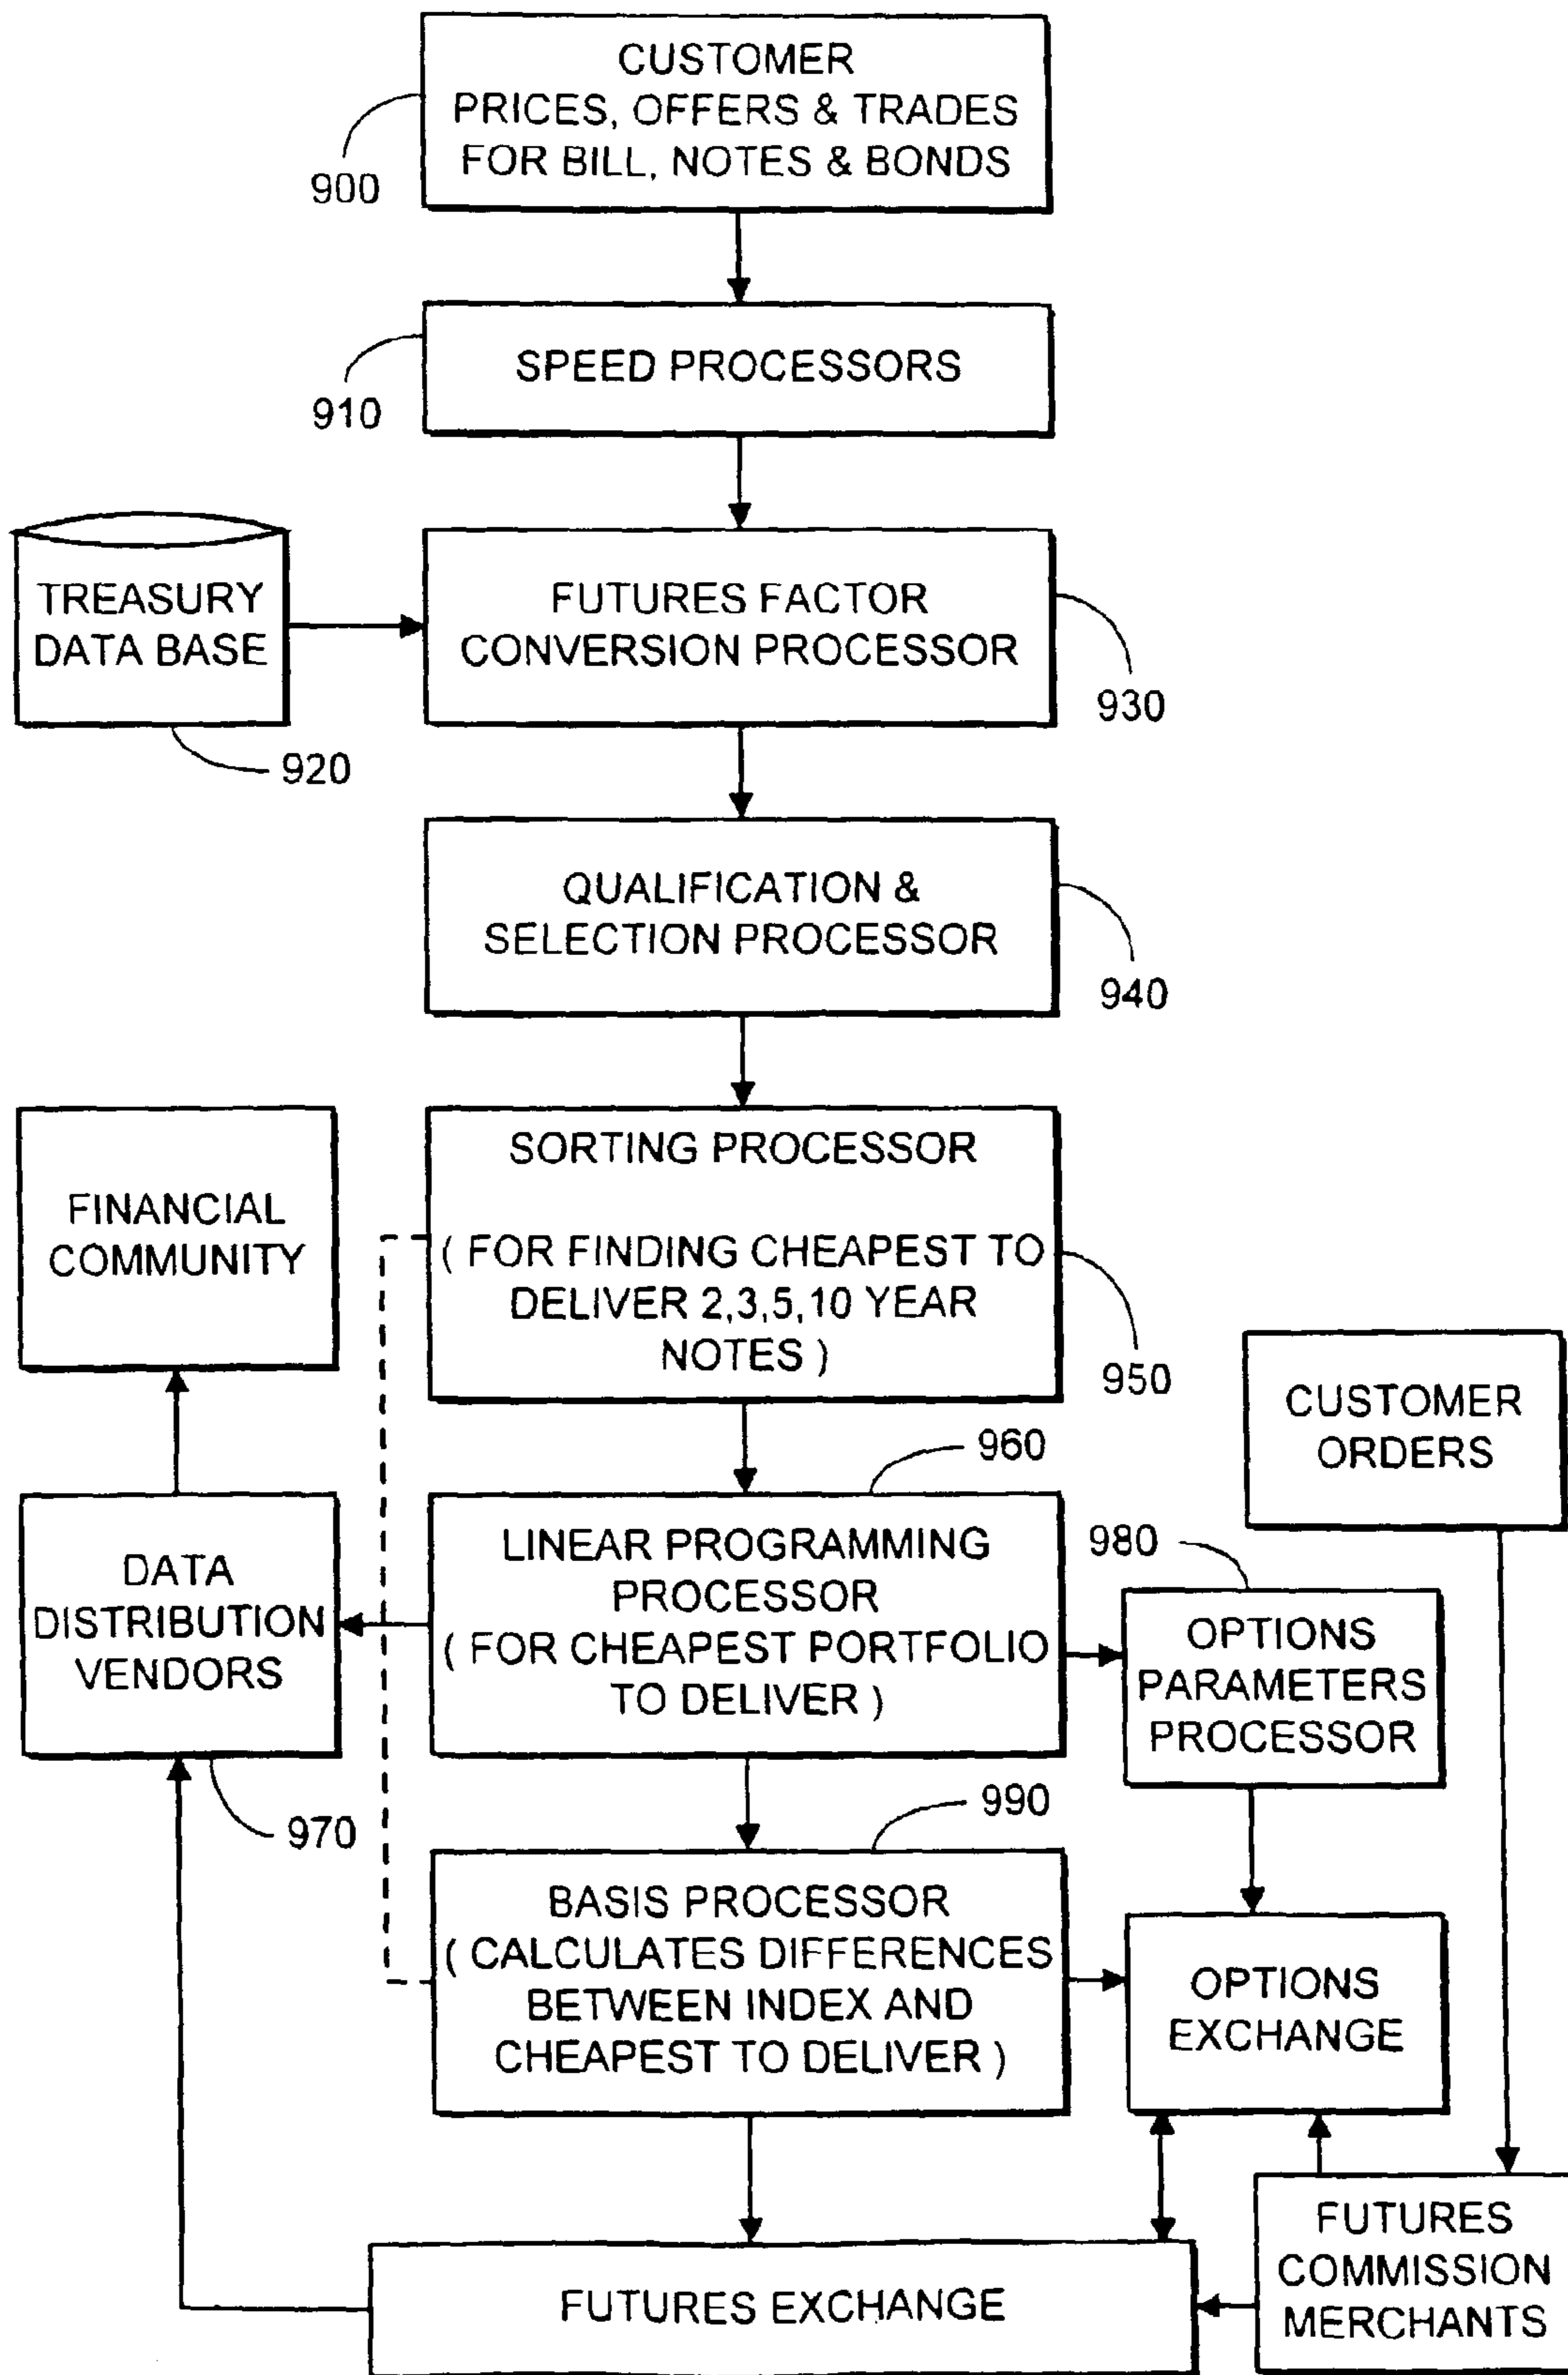 CUSTOMER
PRICES, OFFERS & TRADES
FOR BILL, NOTES & BONDS
900
SPEED PROCESSORS
910
TREASURY
DATA BASE
920
FUTURES FACTOR
CONVERSION PROCESSOR
930
QUALIFICATION &
SELECTION PROCESSOR
940
SORTING PROCESSOR
( FOR FINDING CHEAPEST TO
DELIVER 2,3,5,10 YEAR
NOTES )
950
FINANCIAL
COMMUNITY
CUSTOMER
ORDERS
960
LINEAR PROGRAMMING
PROCESSOR
( FOR CHEAPEST PORTFOLIO
TO DELIVER )
DATA
DISTRIBUTION
VENDORS
970
980
OPTIONS
PARAMETERS
PROCESSOR
990
BASIS PROCESSOR
( CALCULATES DIFFERENCES
BETWEEN INDEX AND
CHEAPEST TO DELIVER )
OPTIONS
EXCHANGE
FUTURES EXCHANGE
FUTURES
COMMISSION
MERCHANTS